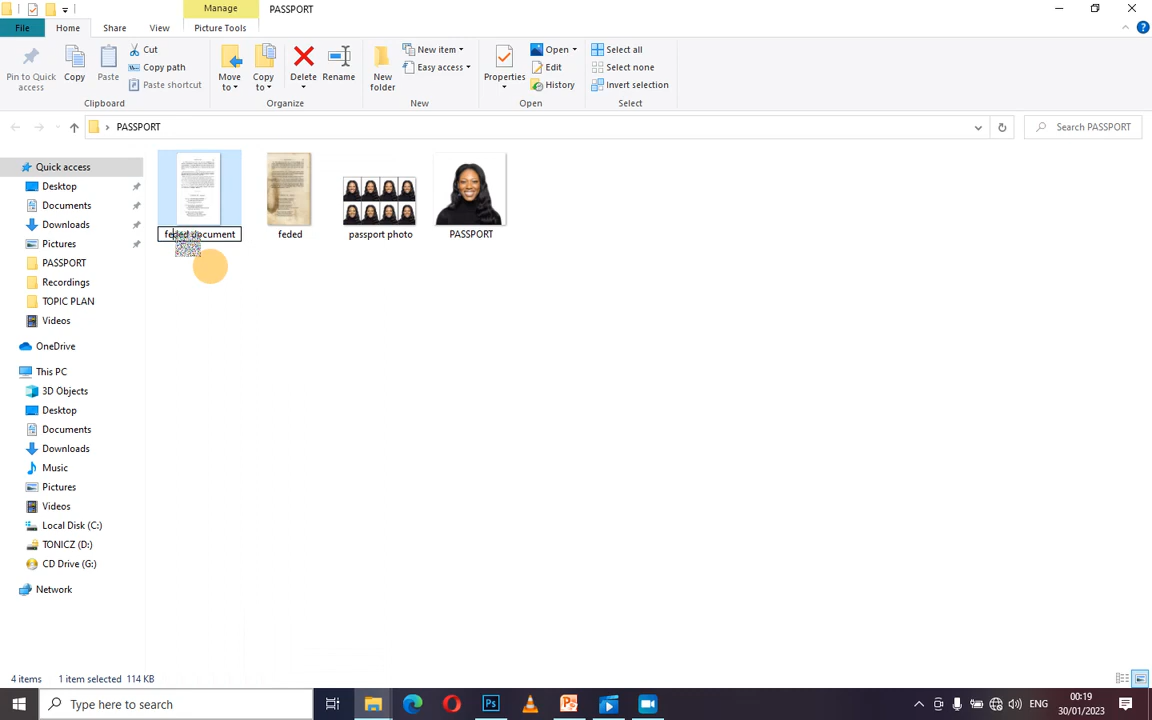 Manage
PASSPORT
File
Home
Share
View
Picture Tools
Pin to Quick access
Copy
Paste
Cut
Copy path
Paste shortcut
Clipboard
Move to
Copy to
Delete
Rename
Organize
New folder
New item
Easy access
New
Properties
Open
Edit
History
Open
Select all
Select none
Invert selection
Select
PASSPORT
Search PASSPORT
Quick access
Desktop
Documents
Downloads
Pictures
PASSPORT
Recordings
TOPIC PLAN
Videos
OneDrive
This PC
3D Objects
Desktop
Documents
Downloads
Music
Pictures
Videos
Local Disk (C:)
TONICZ (D:)
CD Drive (G:)
Network
feded document
feded
passport photo
PASSPORT
4 items
1 item selected 114 KB
Type here to search
Ps
ENG
00:19
30/01/2023